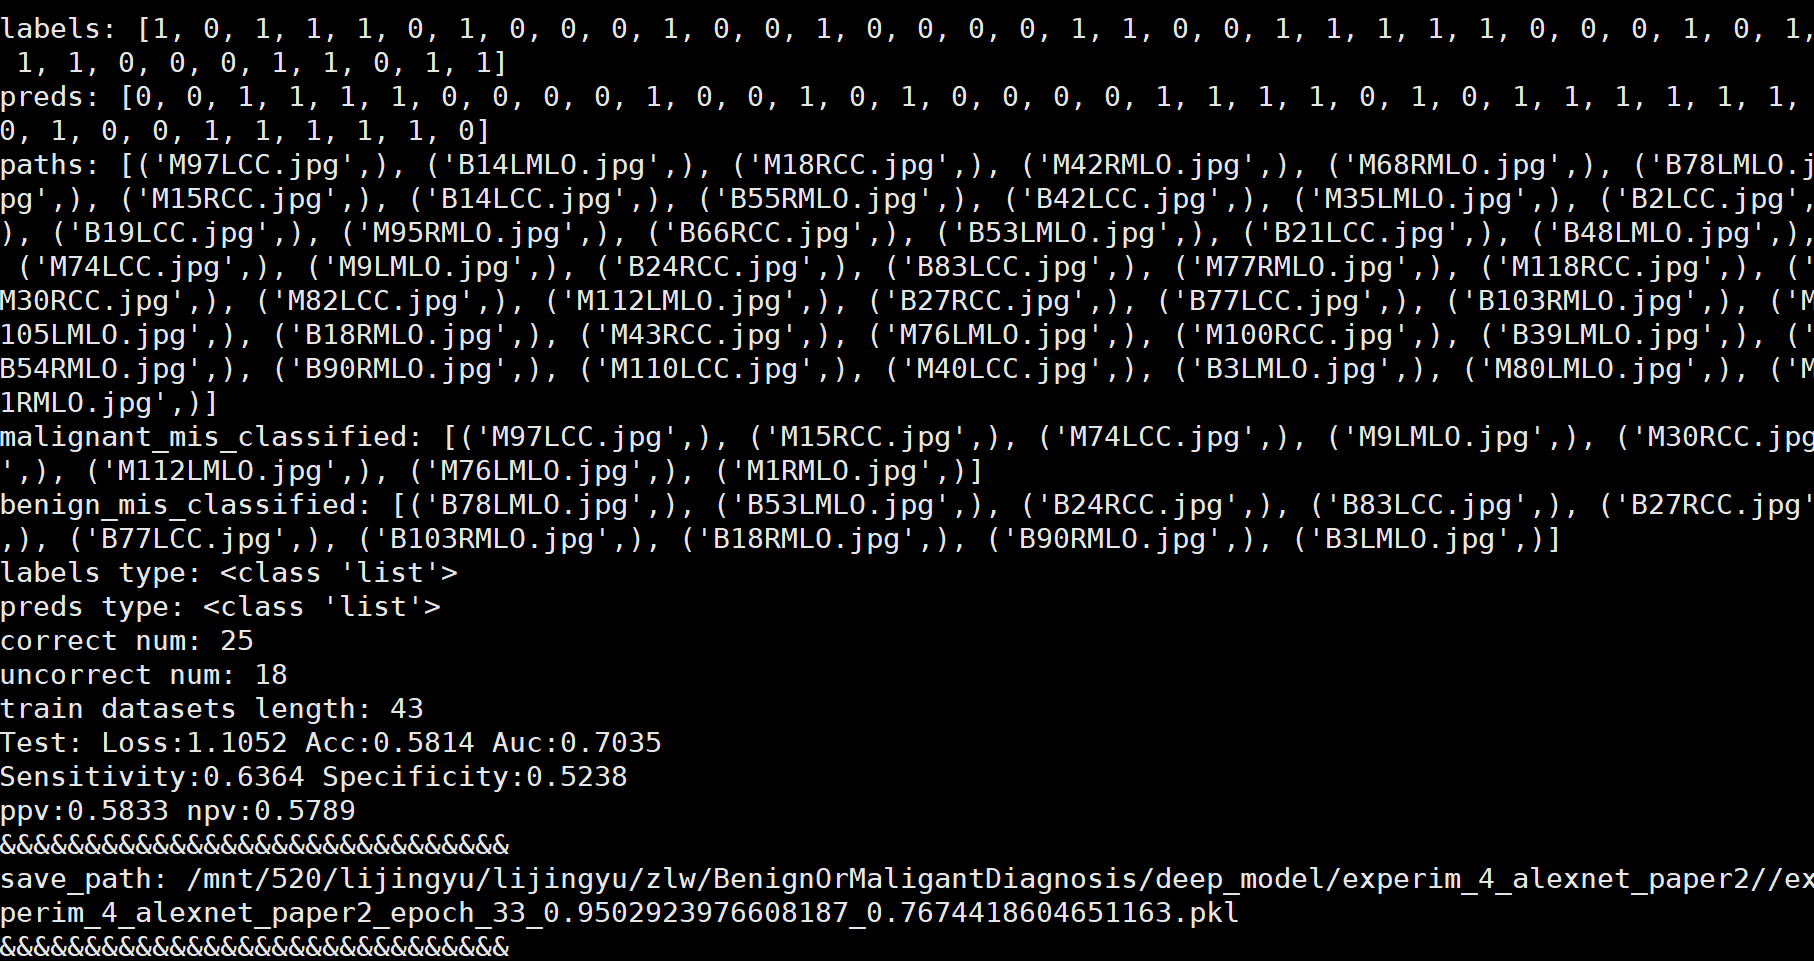 labels: [1, 0, 1, 1, 1, 0, 1, 0, 0, 0, 1, 0, 0, 1, 0, 0, 0, 0, 1, 1, 0, 0, 1, 1, 1, 1, 1, 0, 0, 0, 1, 0, 1,
1, 1, 0, 0, 0, 1, 1, 0, 1, 1]
preds: [0, 0, 1, 1, 1, 1, 0, 0, 0, 0, 1, 0, 0, 1, 0, 1, 0, 0, 0, 0, 1, 1, 1, 1, 0, 1, 0, 1, 1, 1, 1, 1, 1,
0, 1, 0, 0, 1, 1, 1, 1, 1, 0]
paths: [('M97LCC.jpg',), ('B14LMLO.jpg',), ('M18RCC.jpg',), ('M42RMLO.jpg',), ('M68RMLO.jpg',), ('B78LMLO.j
pg',), ('M15RCC.jpg',), ('B14LCC.jpg',), ('B55RMLO.jpg',), ('B42LCC.jpg',), ('M35LMLO.jpg',), ('B2LCC.jpg',
), ('B19LCC.jpg',), ('M95RMLO.jpg',), ('B66RCC.jpg',), ('B53LMLO.jpg',), ('B21LCC.jpg',), ('B48LMLO.jpg',),
('M74LCC.jpg',), ('M9LMLO.jpg',), ('B24RCC.jpg',), ('B83LCC.jpg',), ('M77RMLO.jpg',), ('M118RCC.jpg',), ('
M30RCC.jpg',), ('M82LCC.jpg',), ('M112LMLO.jpg',), ('B27RCC.jpg',), ('B77LCC.jpg',), ('B103RMLO.jpg',), ('M
105LMLO.jpg',), ('B18RMLO.jpg',), ('M43RCC.jpg',), ('M76LMLO.jpg',), ('M100RCC.jpg',), ('B39LMLO.jpg',), ('
B54RMLO.jpg',), ('B90RMLO.jpg',), ('M110LCC.jpg',), ('M40LCC.jpg',), ('B3LMLO.jpg',), ('M80LMLO.jpg',), ('M
1RMLO.jpg',)]
malignant_mis_classified: [('M97LCC.jpg',), ('M15RCC.jpg',), ('M74LCC.jpg',), ('M9LMLO.jpg',), ('M30RCC.jpg
',), ('M112LMLO.jpg',), ('M76LMLO.jpg',), ('M1RMLO.jpg',)]
benign_mis_classified: [('B78LMLO.jpg',), ('B53LMLO.jpg',), ('B24RCC.jpg',), ('B83LCC.jpg',), ('B27RCC.jpg'
,), ('B77LCC.jpg',), ('B103RMLO.jpg',), ('B18RMLO.jpg',), ('B90RMLO.jpg',), ('B3LMLO.jpg',)]
labels type: <class 'list'>
preds type: <class 'list'>
correct num: 25
uncorrect num: 18
train datasets length: 43
Test: Loss:1.1052 Acc:0.5814 Auc:0.7035
Sensitivity:0.6364 Specificity:0.5238
ppv:0.5833 npv:0.5789
&&&&&&&&&&&&&&&&&&&&&&&&&&&&&&
save_path: /mnt/520/lijingyu/lijingyu/zlw/BenignOrMaligantDiagnosis/deep_model/experim_4_alexnet_paper2//ex
perim_4_alexnet_paper2_epoch_33_0.9502923976608187_0.7674418604651163.pkl
&&&&&&&&&&&&&&&&&&&&&&&&&&&&&&